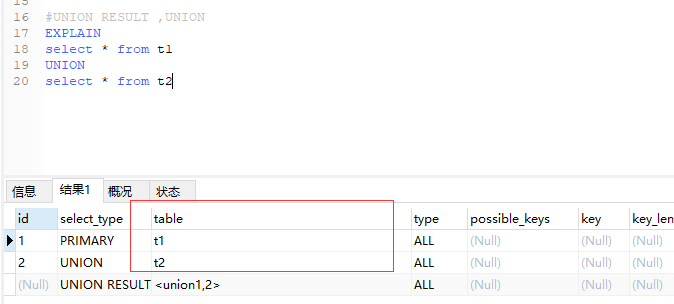 15
16 #UNION RESULT ,UNION
17 EXPLAIN
18 select * from t1
19 UNION
20 select * from t2
信息 结果1 概况 状态
id select_type table type possible_keys key key_len
1 PRIMARY t1 ALL (Null) (Null) (Null)
2 UNION t2 ALL (Null) (Null) (Null)
(Null) UNION RESULT <union1,2> ALL (Null) (Null) (Null)